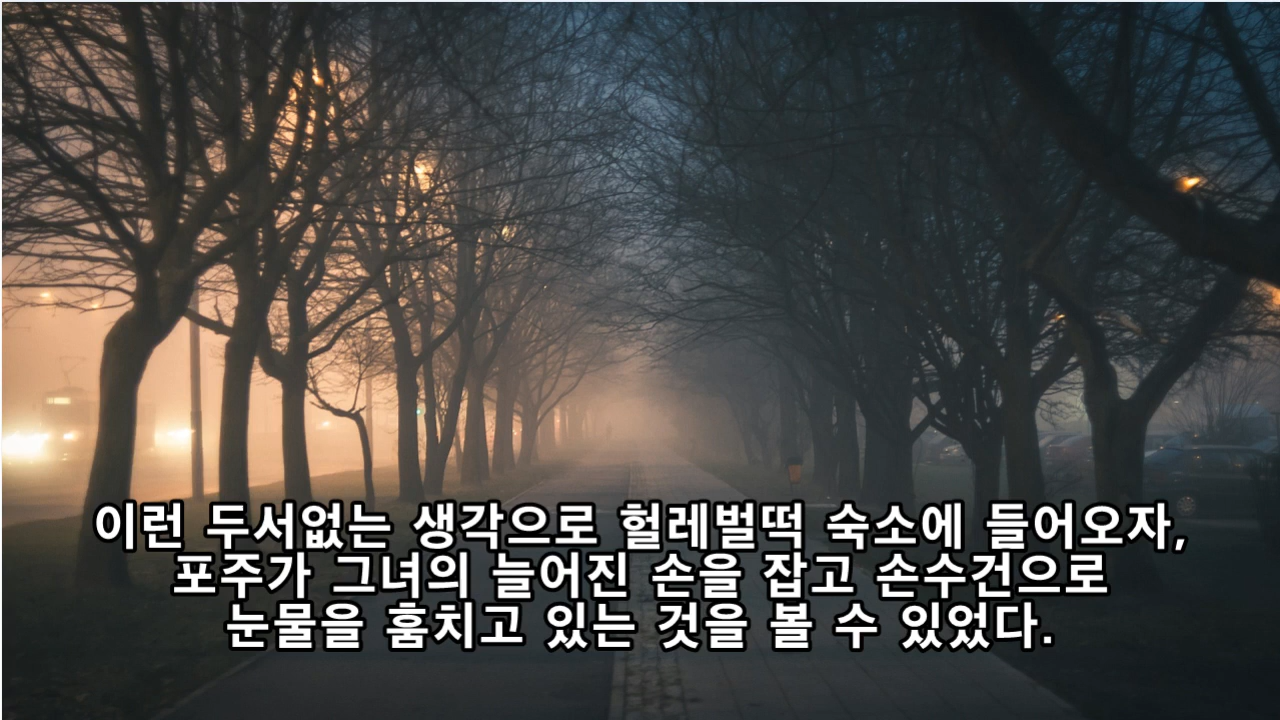 이런 두서없는 생각으로 헐레벌떡 숙소에 들어오자,
포주가 그녀의 늘어진 손을 잡고 손수건으로
눈물을 훔치고 있는 것을 볼 수 있었다.